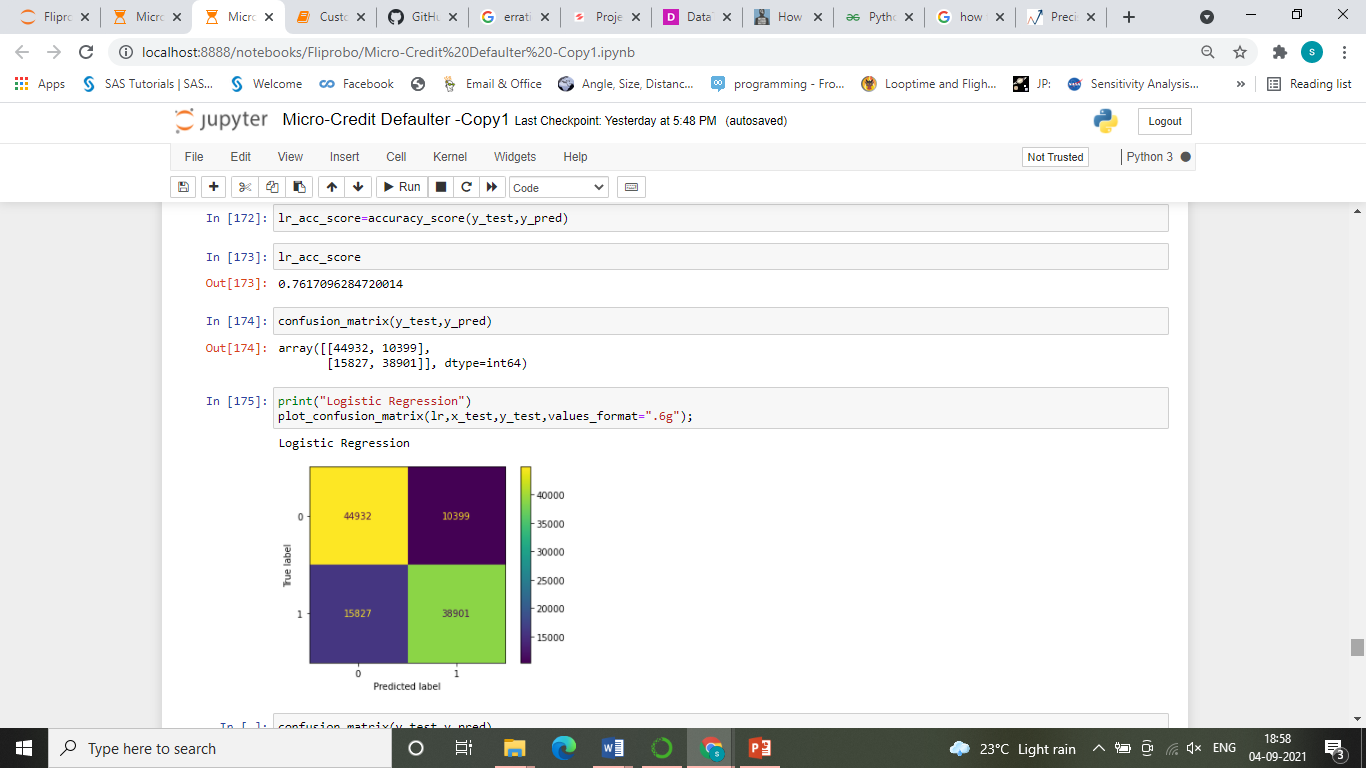 Flipro
Micro
Micro
Custo
GitHu
errati
Proje
DataT
How
Pytho
how
Preci
localhost:8888/notebooks/Fliprobo/Micro-Credit%20Defaulter%20-Copy1.ipynb
s
Apps
SAS Tutorials | SAS...
Welcome
Facebook
Email & Office
Angle, Size, Distanc...
programming - Fro...
Looptime and Fligh...
JP:
Sensitivity Analysis...
»
Reading list
jupyter Micro-Credit Defaulter -Copy1 Last Checkpoint: Yesterday at 5:48 PM (autosaved)
Logout
File Edit View Insert Cell Kernel Widgets Help
Not Trusted
Python 3
Run
Code
In [172]: lr_acc_score=accuracy_score(y_test,y_pred)
In [173]: lr_acc_score
Out[173]: 0.7617096284720014
In [174]: confusion_matrix(y_test,y_pred)
Out[174]: array([[44932, 10399],
[15827, 38901]], dtype=int64)
In [175]: print("Logistic Regression")
plot_confusion_matrix(lr,x_test,y_test,values_format=".6g");
Logistic Regression
44932 10399
15827 38901
0
1
True label
0 1
Predicted label
40000
35000
30000
25000
20000
15000
In [ ]: confusion_matrix(y_test,y_pred)
Type here to search
23°C Light rain
ENG
18:58
04-09-2021
3